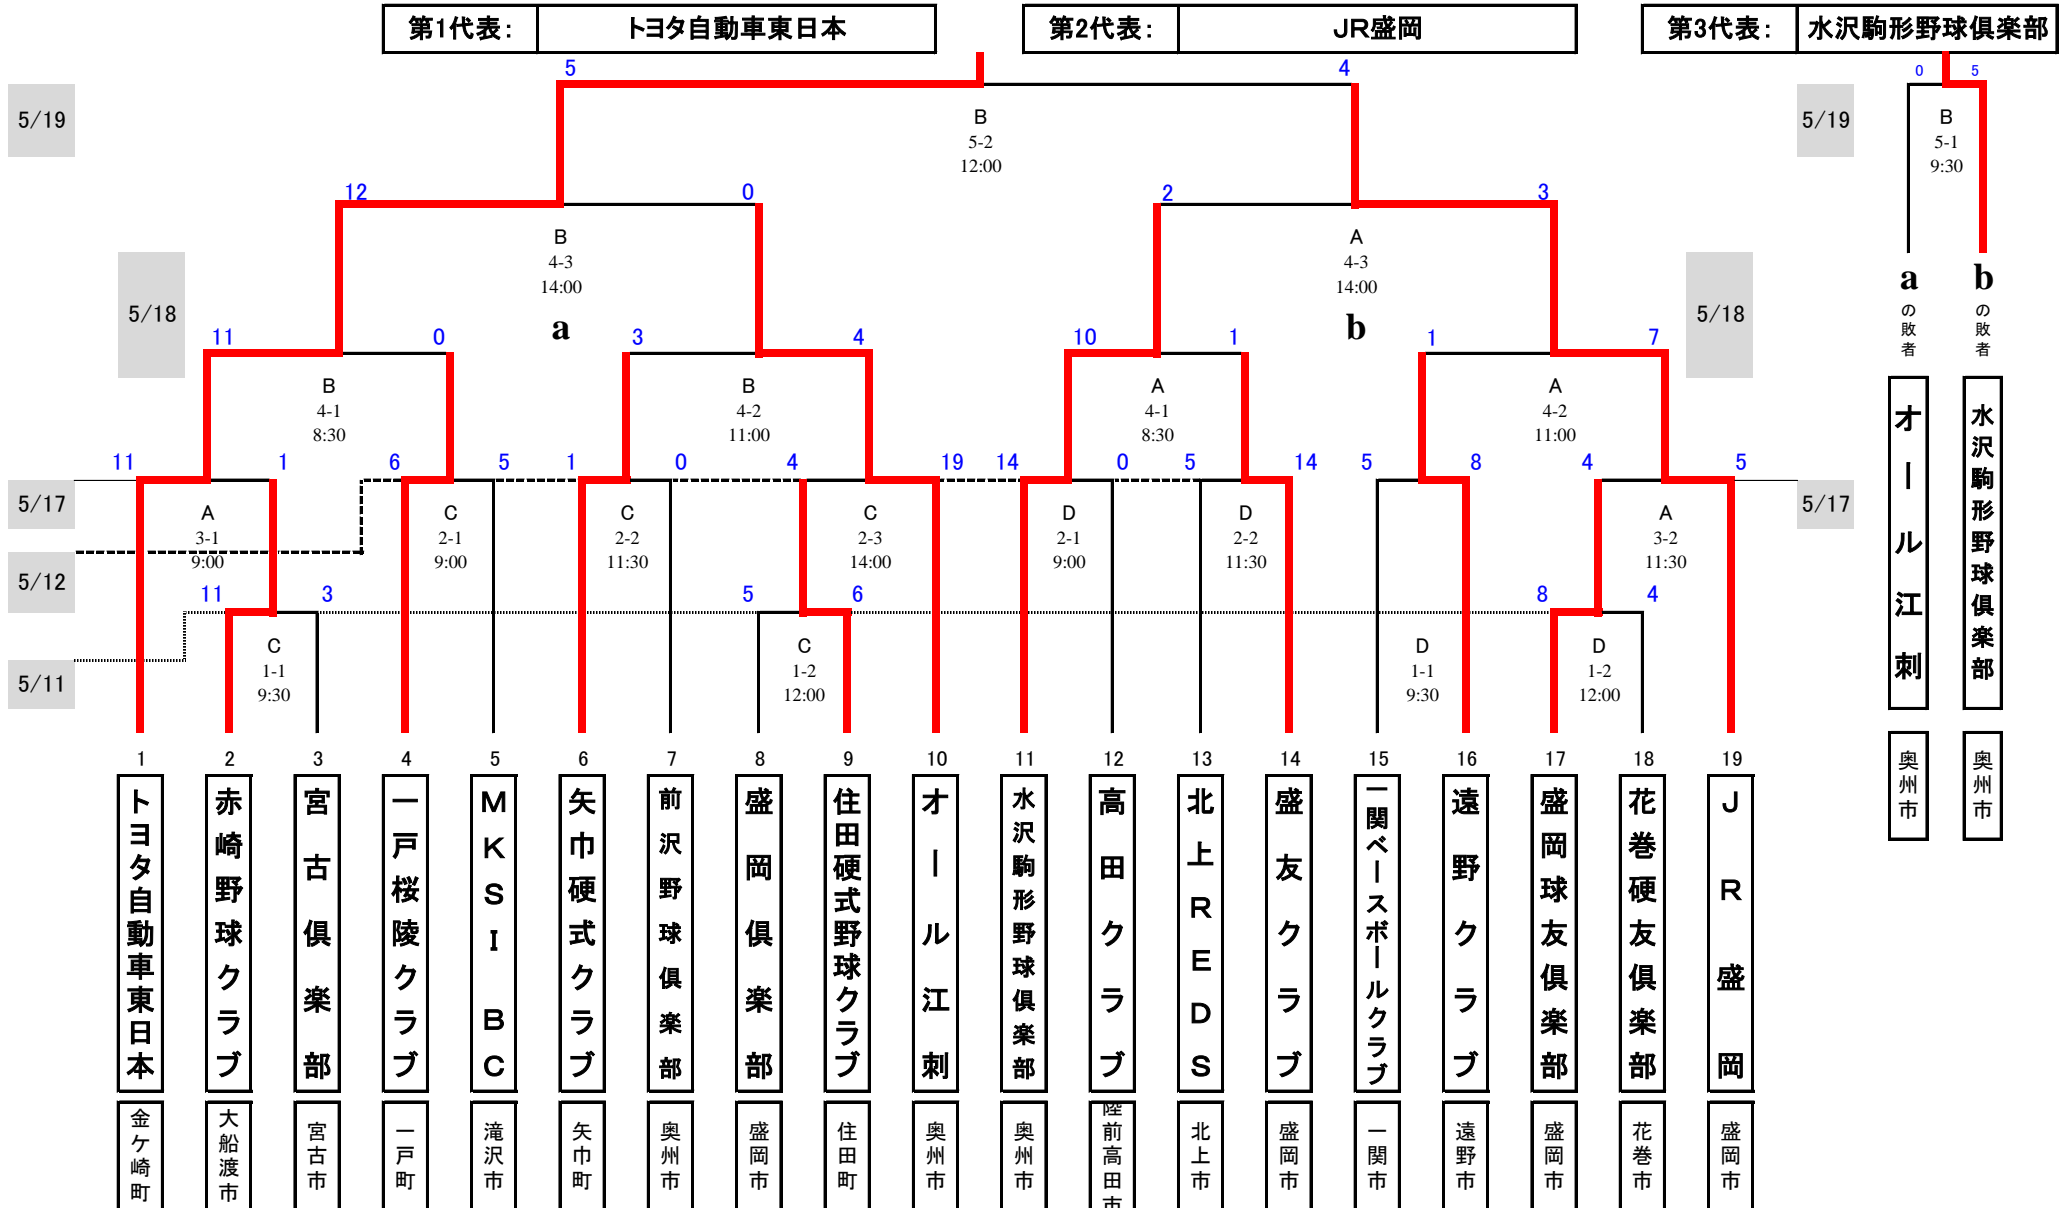 第1代表: トヨタ自動車東日本 第2代表: JR盛岡 第3代表: 水沢駒形野球倶楽部
5 4 0 5
5/19 5/19
B
5-2
12:00
B
5-1
9:30
12 0 2 3
B
4-3
14:00
A
4-3
14:00
a b
5/18 5/18
11 0 3 4 10 1 1 7
B
4-1
8:30
B
4-2
11:00
A
4-1
8:30
A
4-2
11:00
a
の敗者
オール江刺
奥州市
b
の敗者
水沢駒形野球倶楽部
奥州市
11 1 6 5 1 0 4 19 14 0 5 14 5 8 4 5
5/17 5/17
A
3-1
9:00
C
2-1
9:00
C
2-2
11:30
C
2-3
14:00
D
2-1
9:00
D
2-2
11:30
A
3-2
11:30
5/12
11 3 5 6 8 4
5/11
C
1-1
9:30
C
1-2
12:00
D
1-1
9:30
D
1-2
12:00
1 2 3 4 5 6 7 8 9 10 11 12 13 14 15 16 17 18 19
トヨタ自動車東日本
赤崎野球クラブ
宮古倶楽部
一戸桜陵クラブ
MKSI BC
矢巾硬式クラブ
前沢野球倶楽部
盛岡倶楽部
住田硬式野球クラブ
オール江刺
水沢駒形野球倶楽部
高田クラブ
北上REDS
盛友クラブ
一関ベースボールクラブ
遠野クラブ
盛岡球友倶楽部
花巻硬友倶楽部
JR盛岡
金ケ崎町
大船渡市
宮古市
一戸町
滝沢市
矢巾町
奥州市
盛岡市
住田町
奥州市
奥州市
陸前高田市
北上市
盛岡市
一関市
遠野市
盛岡市
花巻市
盛岡市